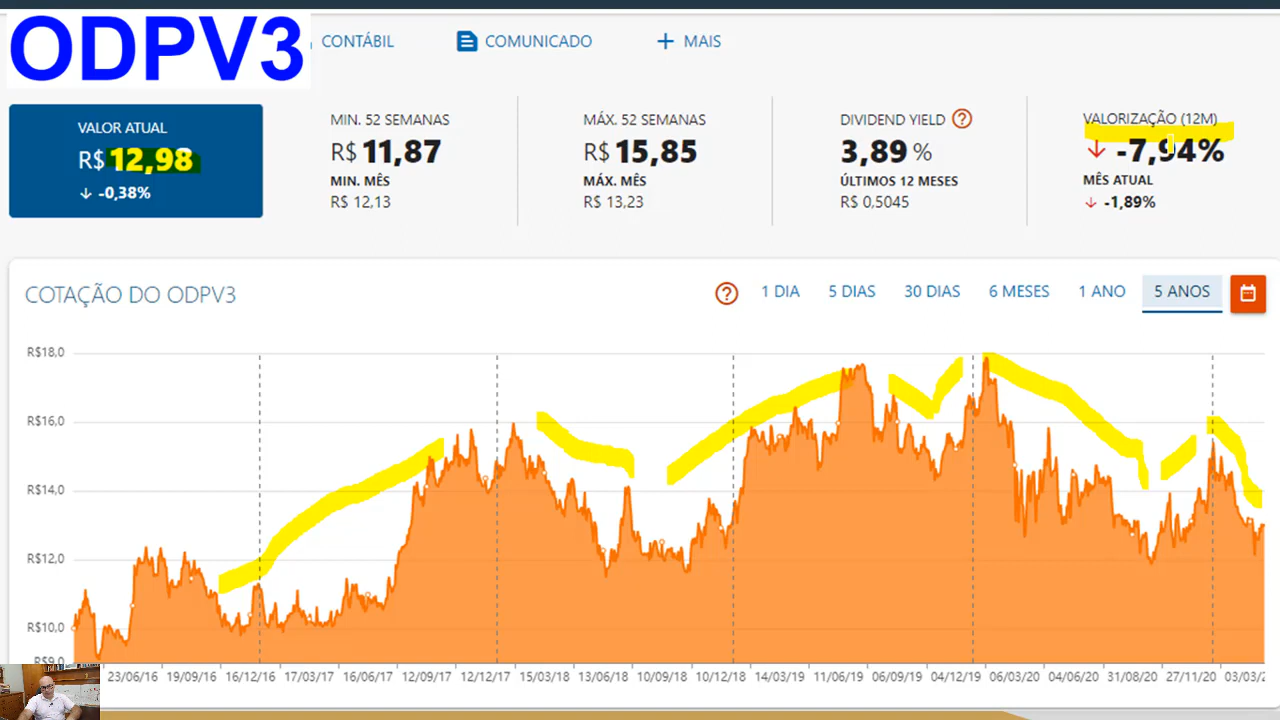 ODPV3
CONTÁBIL
COMUNICADO
+ MAIS
VALOR ATUAL
R$ 12,98
-0,38%
MIN. 52 SEMANAS
R$ 11,87
MIN. MÊS
R$ 12,13
MÁX. 52 SEMANAS
R$ 15,85
MÁX. MÊS
R$ 13,23
DIVIDEND YIELD ?
3,89 %
ÚLTIMOS 12 MESES
R$ 0,5045
VALORIZAÇÃO (12M)
-7,94%
MÊS ATUAL
-1,89%
COTAÇÃO DO ODPV3
? 1 DIA 5 DIAS 30 DIAS 6 MESES 1 ANO 5 ANOS
R$18,0
R$16,0
R$14,0
R$12,0
R$10,0
R$9,0
23/06/16 19/09/16 16/12/16 17/03/17 16/06/17 12/09/17 12/12/17 15/03/18 13/06/18 10/09/18 10/12/18 14/03/19 11/06/19 06/09/19 04/12/19 06/03/20 04/06/20 31/08/20 27/11/20 03/03/2